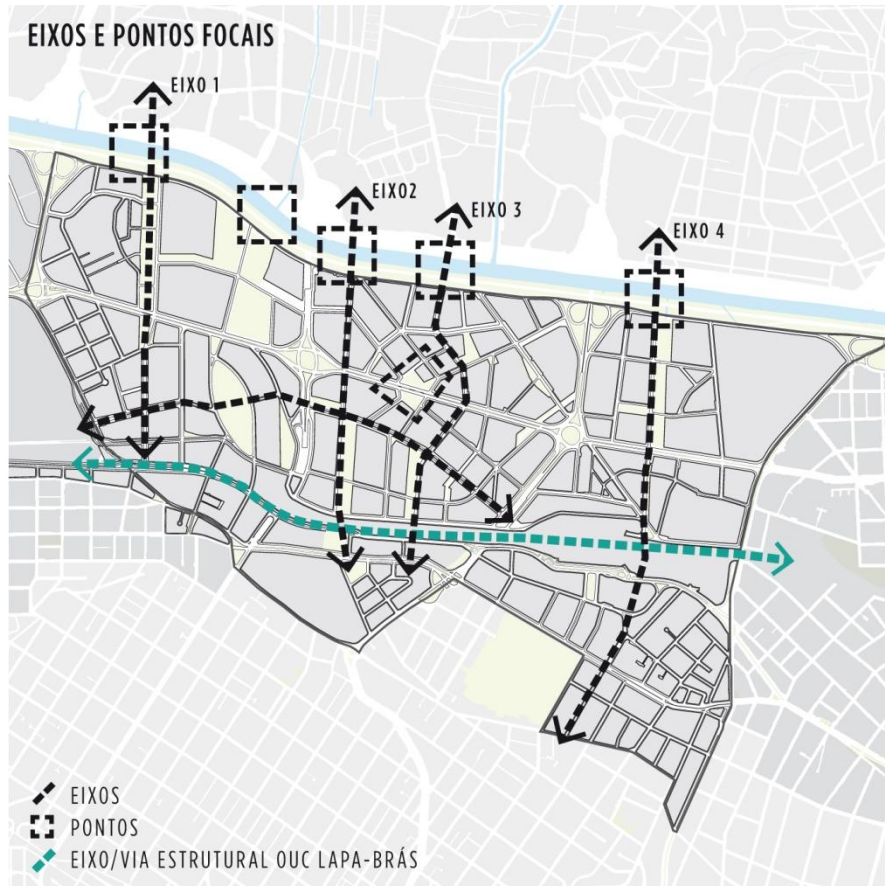 EIXOS E PONTOS FOCAIS
EIXO 1
EIXO2
EIXO 3
EIXO 4
EIXOS
PONTOS
EIXO/VIA ESTRUTURAL OUC LAPA-BRÁS